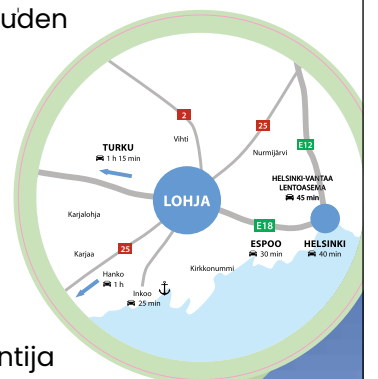 uuden
2
25
Vihti
E12
TURKU
1 h 15 min
Nurmijärvi
HELSINKI-VANTAA
LENTOASEMA
45 min
LOHJA
Karjalohja
E18
ESPOO
30 min
HELSINKI
40 min
25
Karjaa
Kirkkonummi
Hanko
1 h
Inkoo
25 min
ntija